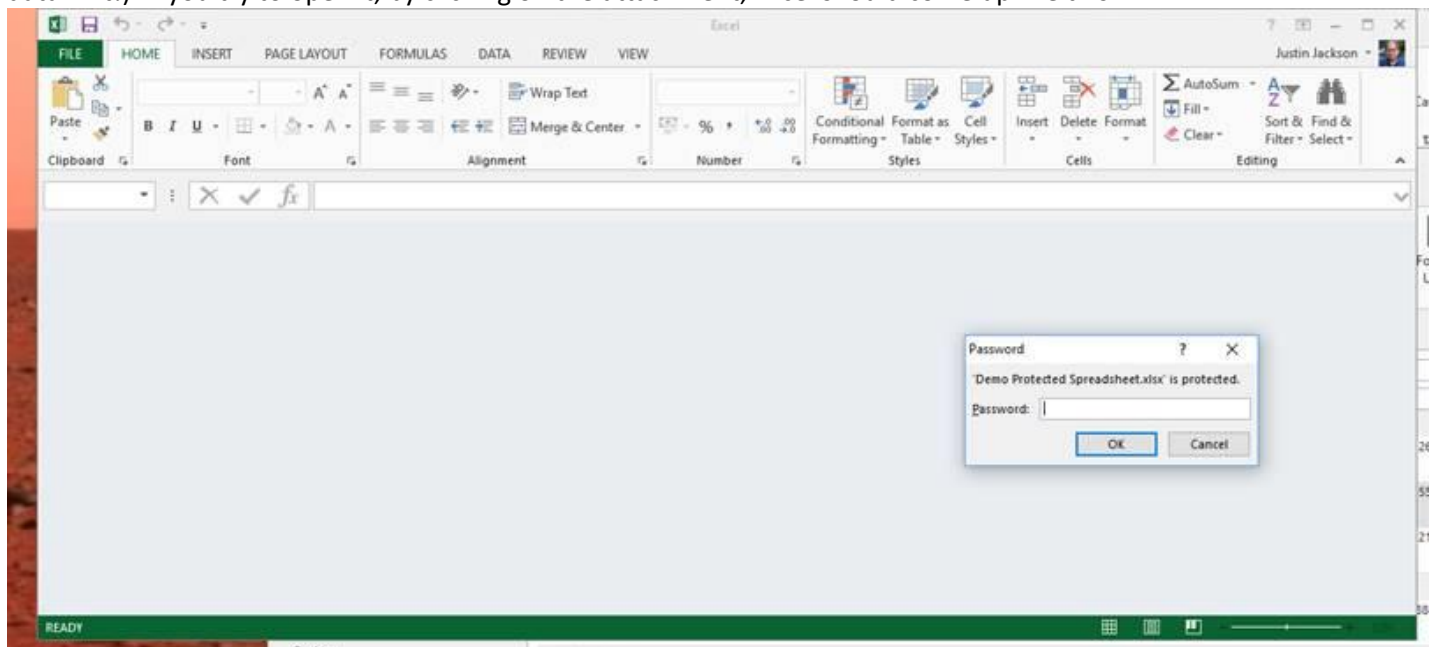 Excel
FILE HOME INSERT PAGE LAYOUT FORMULAS DATA REVIEW VIEW Justin Jackson
Paste
B I U A A A
Wrap Text
Merge & Center
% ,
Conditional Formatting
Format as Table
Cell Styles
Insert Delete Format
AutoSum
Fill
Clear
Sort & Filter
Find & Select
Clipboard Font Alignment Number Styles Cells Editing
fx
Password ? X
'Demo Protected Spreadsheet.xlsx' is protected.
Password:
OK Cancel
READY